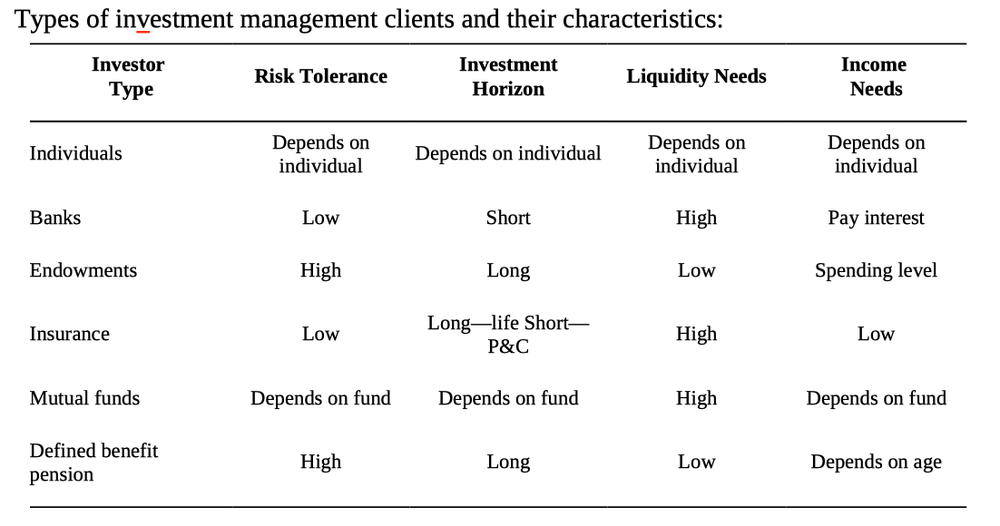 Types of investment management clients and their characteristics:
Investor Type Risk Tolerance Investment Horizon Liquidity Needs Income Needs
Individuals Depends on individual Depends on individual Depends on individual Depends on individual
Banks Low Short High Pay interest
Endowments High Long Low Spending level
Insurance Low Long—life Short—P&C High Low
Mutual funds Depends on fund Depends on fund High Depends on fund
Defined benefit pension High Long Low Depends on age